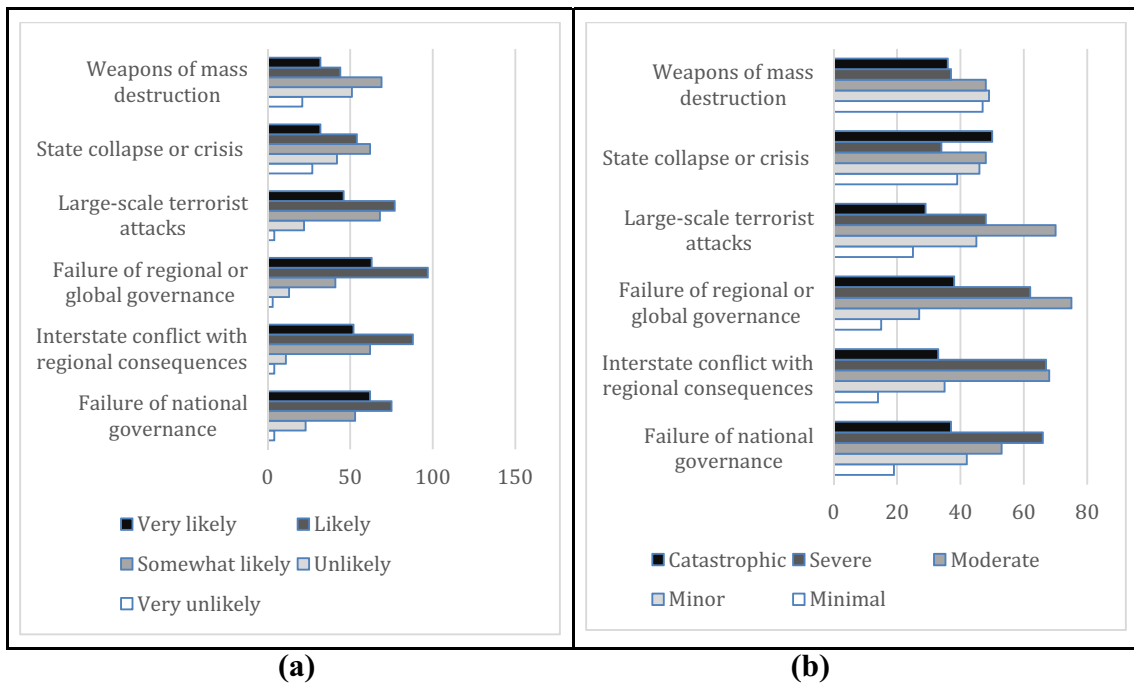 Weapons of mass
destruction
State collapse or crisis
Large-scale terrorist
attacks
Failure of regional or
global governance
Interstate conflict with
regional consequences
Failure of national
governance
0 50 100 150
Very likely Likely
Somewhat likely Unlikely
Very unlikely
(a)
Weapons of mass
destruction
State collapse or crisis
Large-scale terrorist
attacks
Failure of regional or
global governance
Interstate conflict with
regional consequences
Failure of national
governance
0 20 40 60 80
Catastrophic Severe Moderate
Minor Minimal
(b)